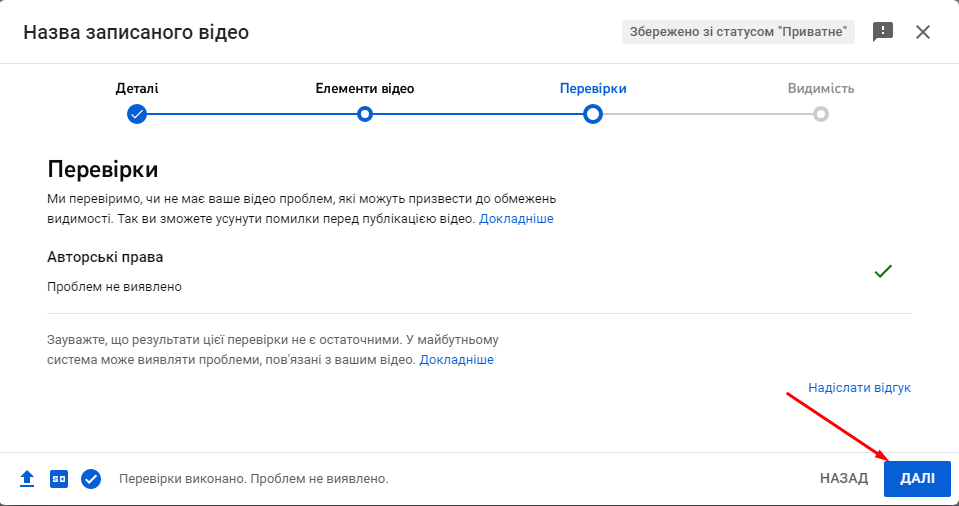 Назва записаного відео
Збережено зі статусом "Приватне"
Деталі
Елементи відео
Перевірки
Видимість
Перевірки
Ми перевіримо, чи не має ваше відео проблем, які можуть призвести до обмежень
видимості. Так ви зможете усунути помилки перед публікацією відео. Докладніше
Авторські права
Проблем не виявлено
Зауважте, що результати цієї перевірки не є остаточними. У майбутньому
система може виявляти проблеми, пов'язані з вашим відео. Докладніше
Надіслати відгук
SD
Перевірки виконано. Проблем не виявлено.
НАЗАД
ДАЛІ